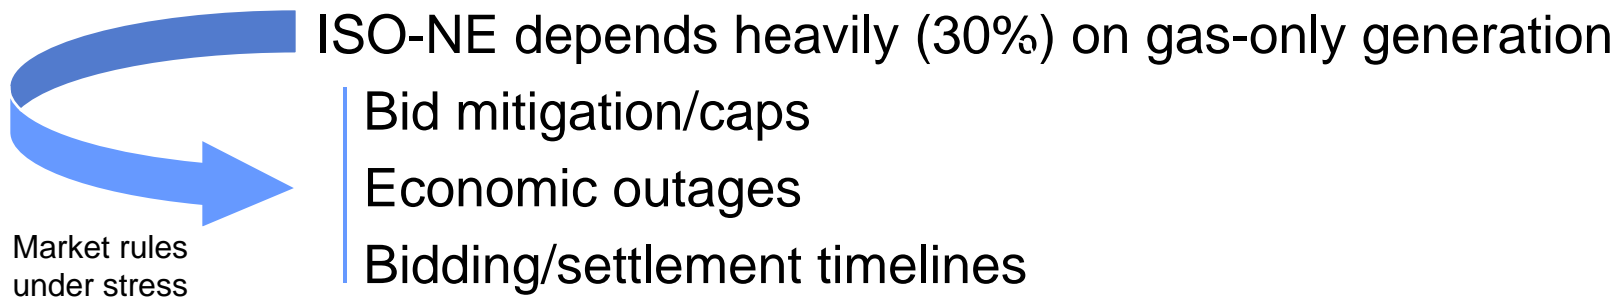 ISO-NE depends heavily (30%) on gas-only generation
Bid mitigation/caps
Economic outages
Bidding/settlement timelines
Market rules
under stress